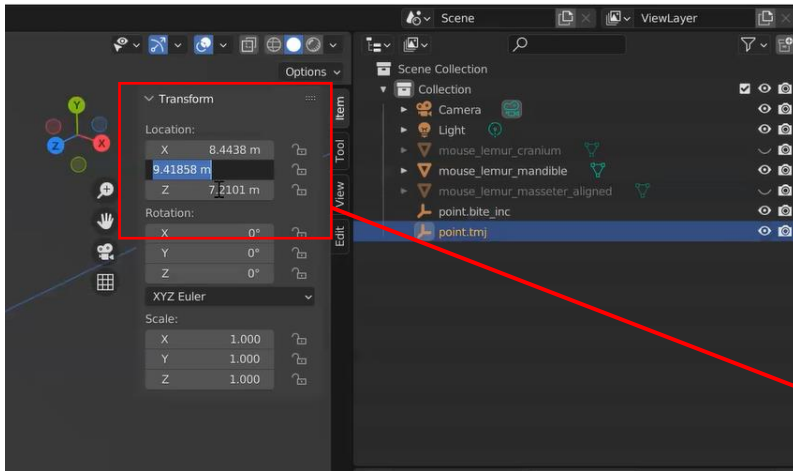 Scene
ViewLayer
Options
Scene Collection
Collection
Camera
Light
mouse_lemur_cranium
mouse_lemur_mandible
mouse_lemur_masseter_aligned
point.bite_inc
point.tmj
Y
X
Z
Transform
Location:
X 8.4438 m
9.41858 m
Z 7.2101 m
Rotation:
X 0°
Y 0°
Z 0°
XYZ Euler
Scale:
X 1.000
Y 1.000
Z 1.000
Item
Tool
View
Edit